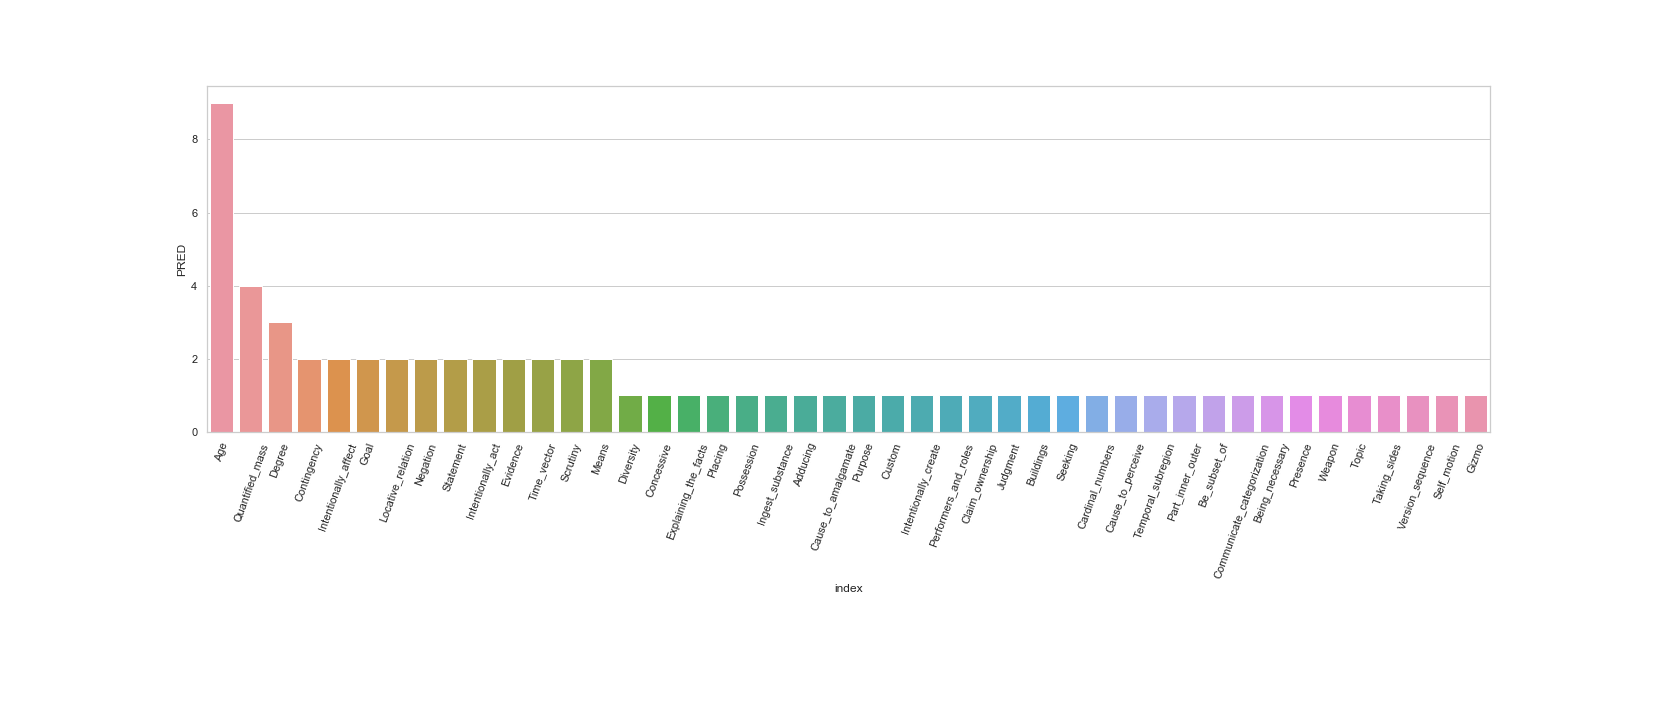 8
6
4
2
0
PRED
Age
Quantified_mass
Degree
Contingency
Intentionally_affect
Goal
Locative_relation
Negation
Statement
Intentionally_act
Evidence
Time_vector
Scrutiny
Means
Diversity
Concessive
Explaining_the_facts
Placing
Possession
Ingest_substance
Adducing
Cause_to_amalgamate
Purpose
Custom
Intentionally_create
Performers_and_roles
Claim_ownership
Judgment
Buildings
Seeking
Cardinal_numbers
Cause_to_perceive
Temporal_subregion
Part_inner_outer
Be_subset_of
Communicate_categorization
Being_necessary
Presence
Weapon
Topic
Taking_sides
Version_sequence
Self_motion
Gizmo
index